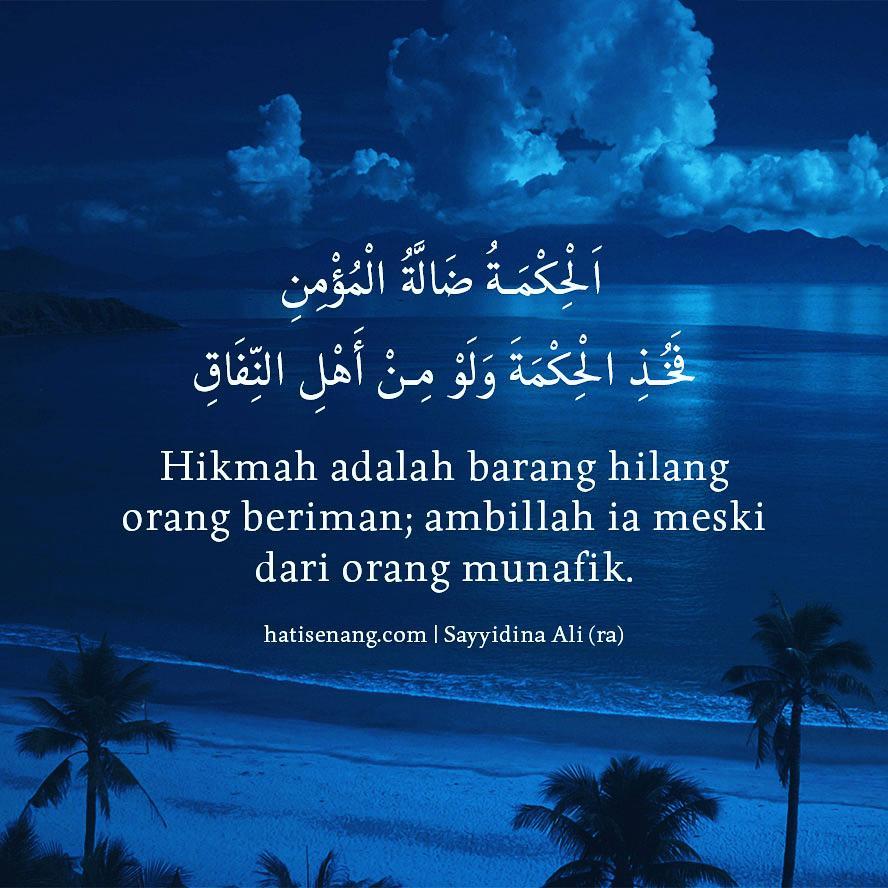 اَلْحِكْمَةُ ضَالَّةُ الْمُؤْمِنِ
فَخُذِ الْحِكْمَةَ وَلَوْ مِنْ أَهْلِ النِّفَاقِ
Hikmah adalah barang hilang
orang beriman; ambillah ia meski
dari orang munafik.
hatisenang.com | Sayyidina Ali (ra)